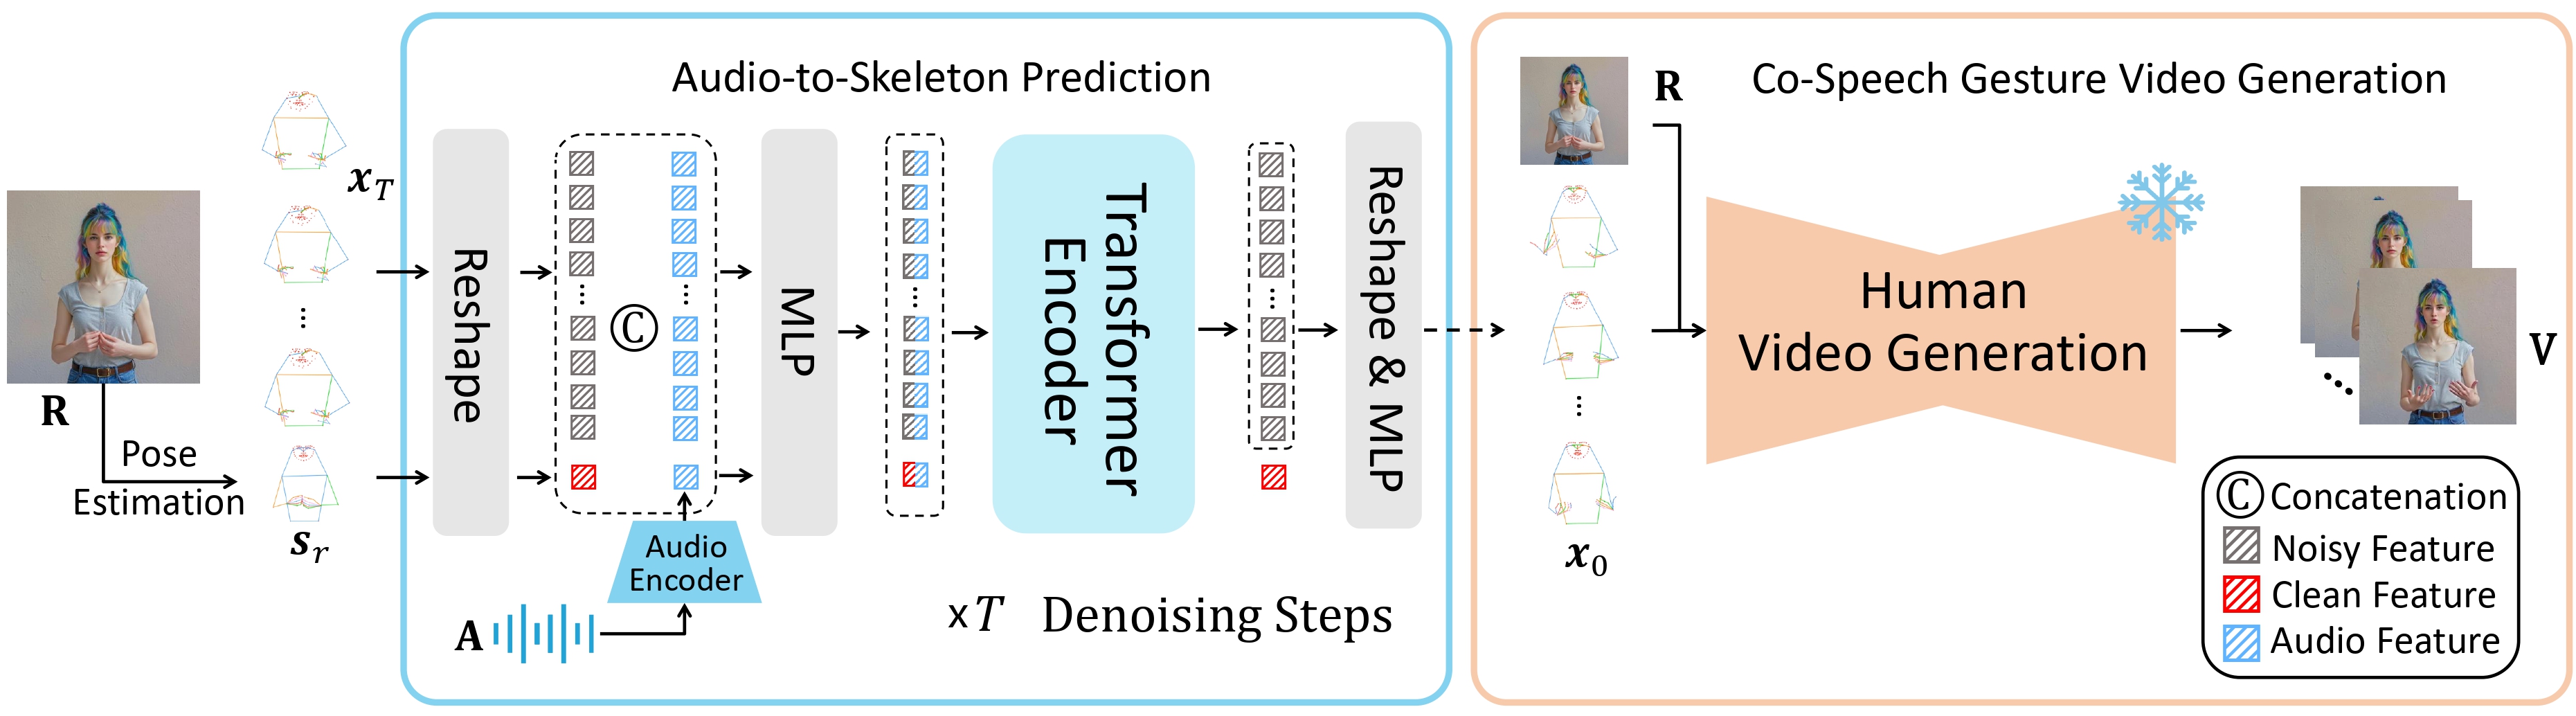 R
Pose
Estimation
x_T
s_r
Audio-to-Skeleton Prediction
Reshape
©
Audio
Encoder
A
MLP
Transformer
Encoder
Reshape & MLP
x T Denoising Steps
Co-Speech Gesture Video Generation
R
x_0
Human
Video Generation
V
© Concatenation
Noisy Feature
Clean Feature
Audio Feature